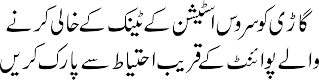 گاڑی کو سروس اسٹیشن کے ٹینک کے خالی کرنے
والے پوائنٹ کے قریب احتیاط سے پارک کریں